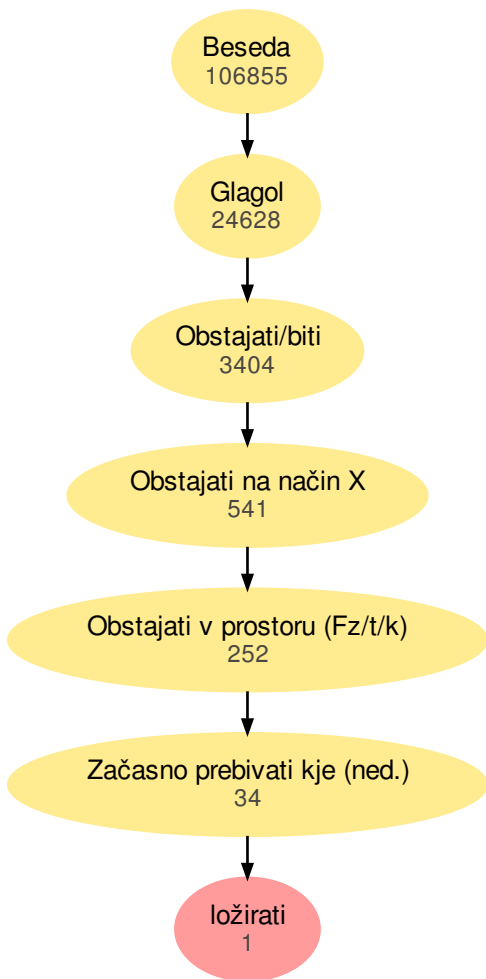 Beseda
106855
Glagol
24628
Obstajati/biti
3404
Obstajati na način X
541
Obstajati v prostoru (Fz/t/k)
252
Začasno prebivati kje (ned.)
34
ložirati
1